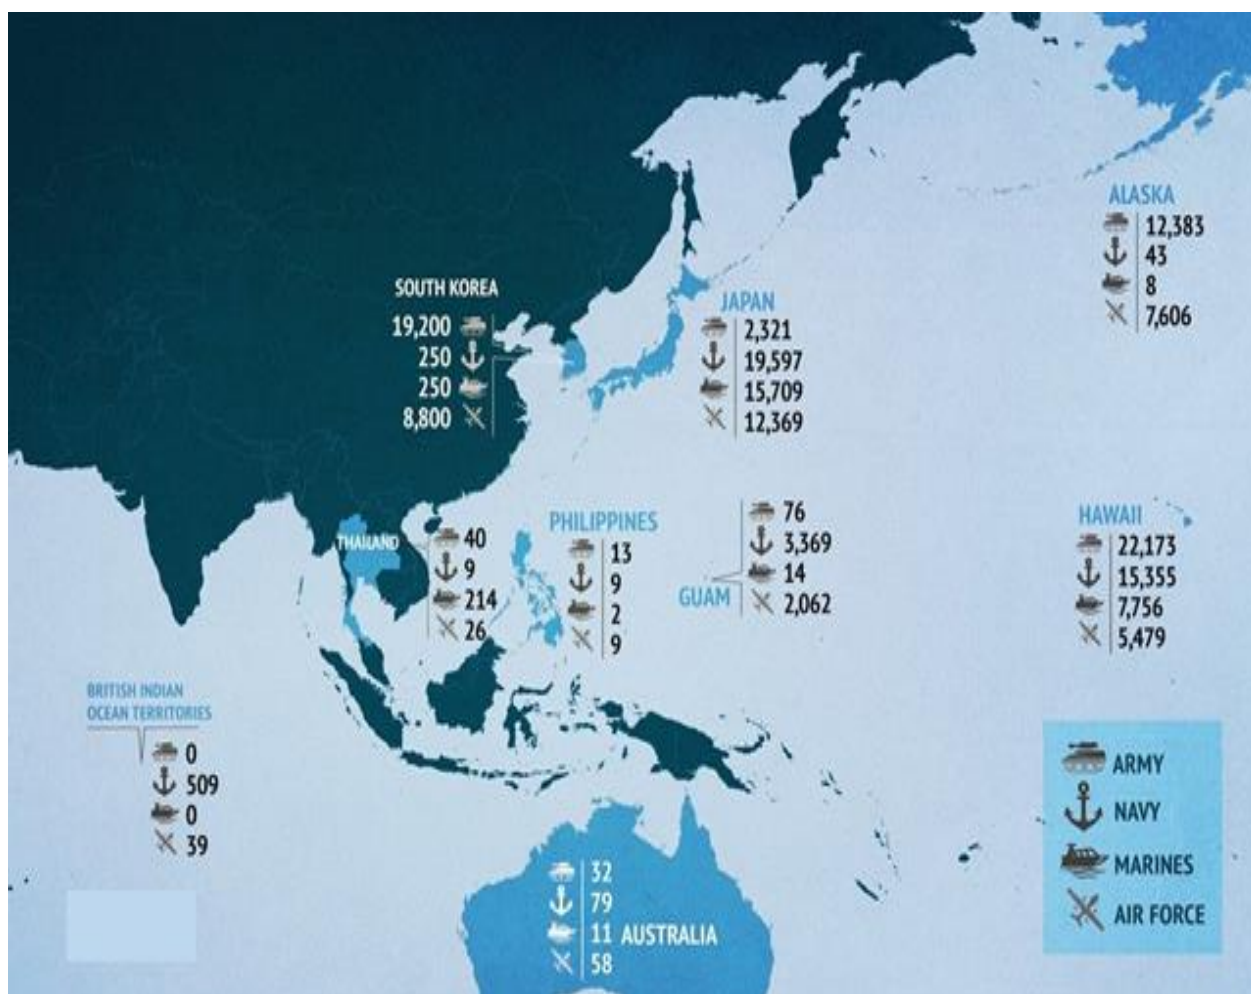 ALASKA
12,383
43
8
7,606
SOUTH KOREA
19,200
250
250
8,800
JAPAN
2,321
19,597
15,709
12,369
THAILAND
40
9
214
26
PHILIPPINES
13
9
2
9
GUAM
76
3,369
14
2,062
HAWAII
22,173
15,355
7,756
5,479
BRITISH INDIAN
OCEAN TERRITORIES
0
509
0
39
32
79
11 AUSTRALIA
58
ARMY
NAVY
MARINES
AIR FORCE